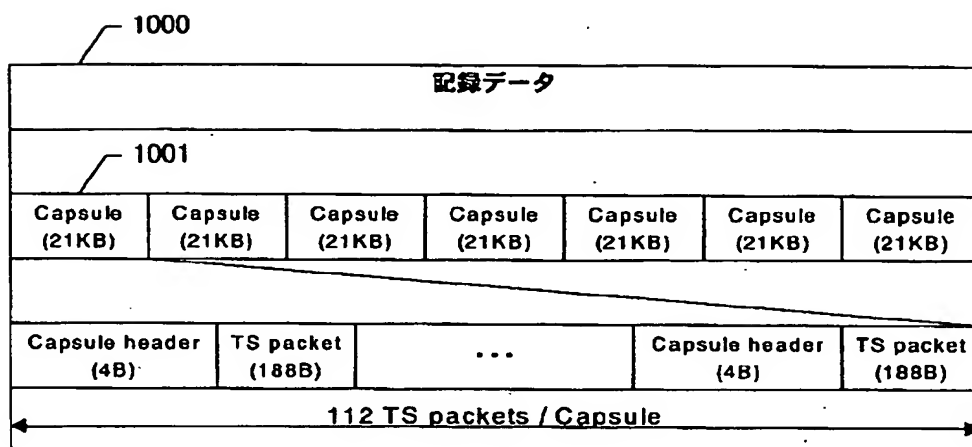 1000
記録データ
1001
Capsule Capsule Capsule Capsule Capsule Capsule Capsule
(21KB) (21KB) (21KB) (21KB) (21KB) (21KB) (21KB)
Capsule header TS packet ... Capsule header TS packet
(4B) (188B) (4B) (188B)
112 TS packets / Capsule